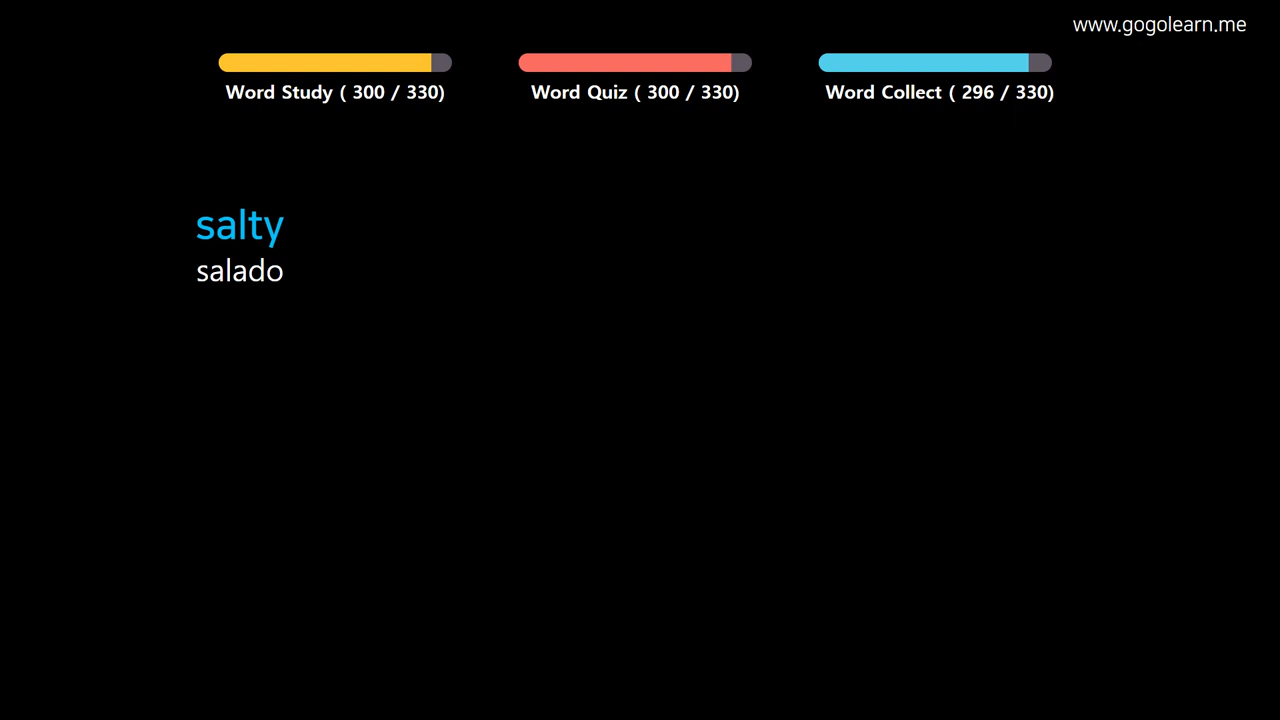 www.gogolearn.me
Word Study ( 300 / 330)
Word Quiz ( 300 / 330)
Word Collect ( 296 / 330)
salty
salado